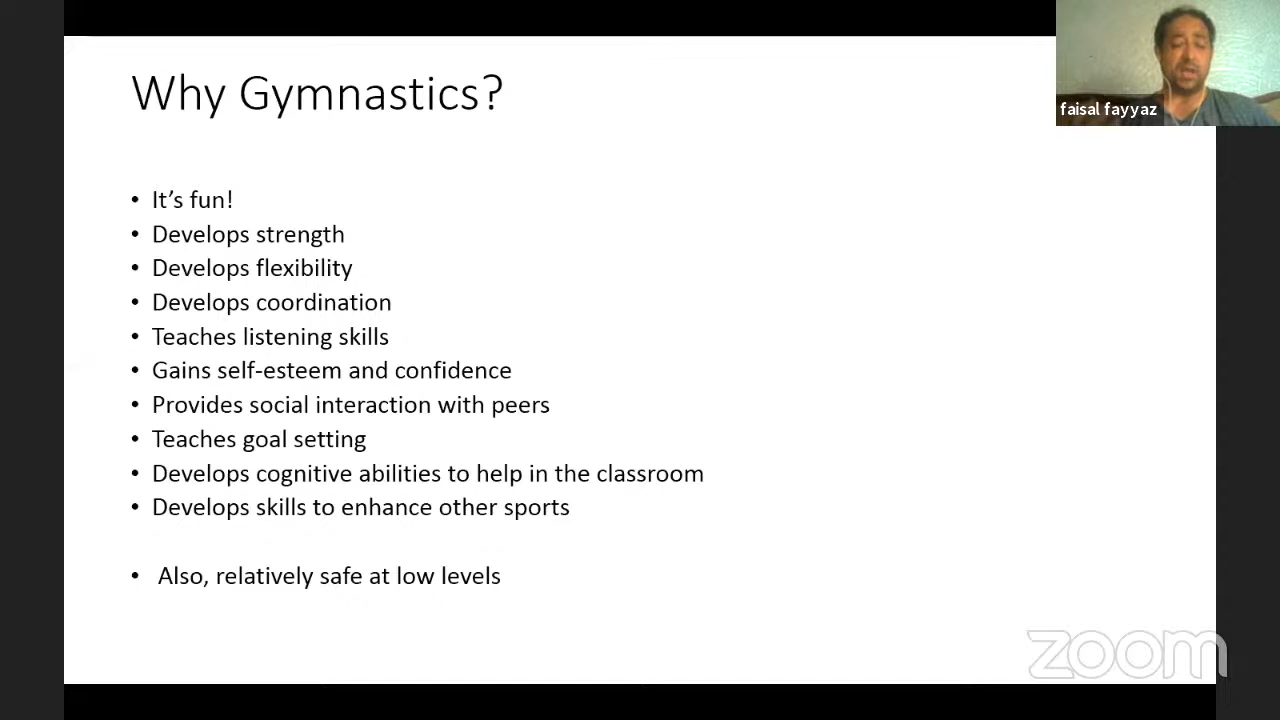 Why Gymnastics?
faisal fayyaz
• It’s fun!
• Develops strength
• Develops flexibility
• Develops coordination
• Teaches listening skills
• Gains self-esteem and confidence
• Provides social interaction with peers
• Teaches goal setting
• Develops cognitive abilities to help in the classroom
• Develops skills to enhance other sports
• Also, relatively safe at low levels
zoom